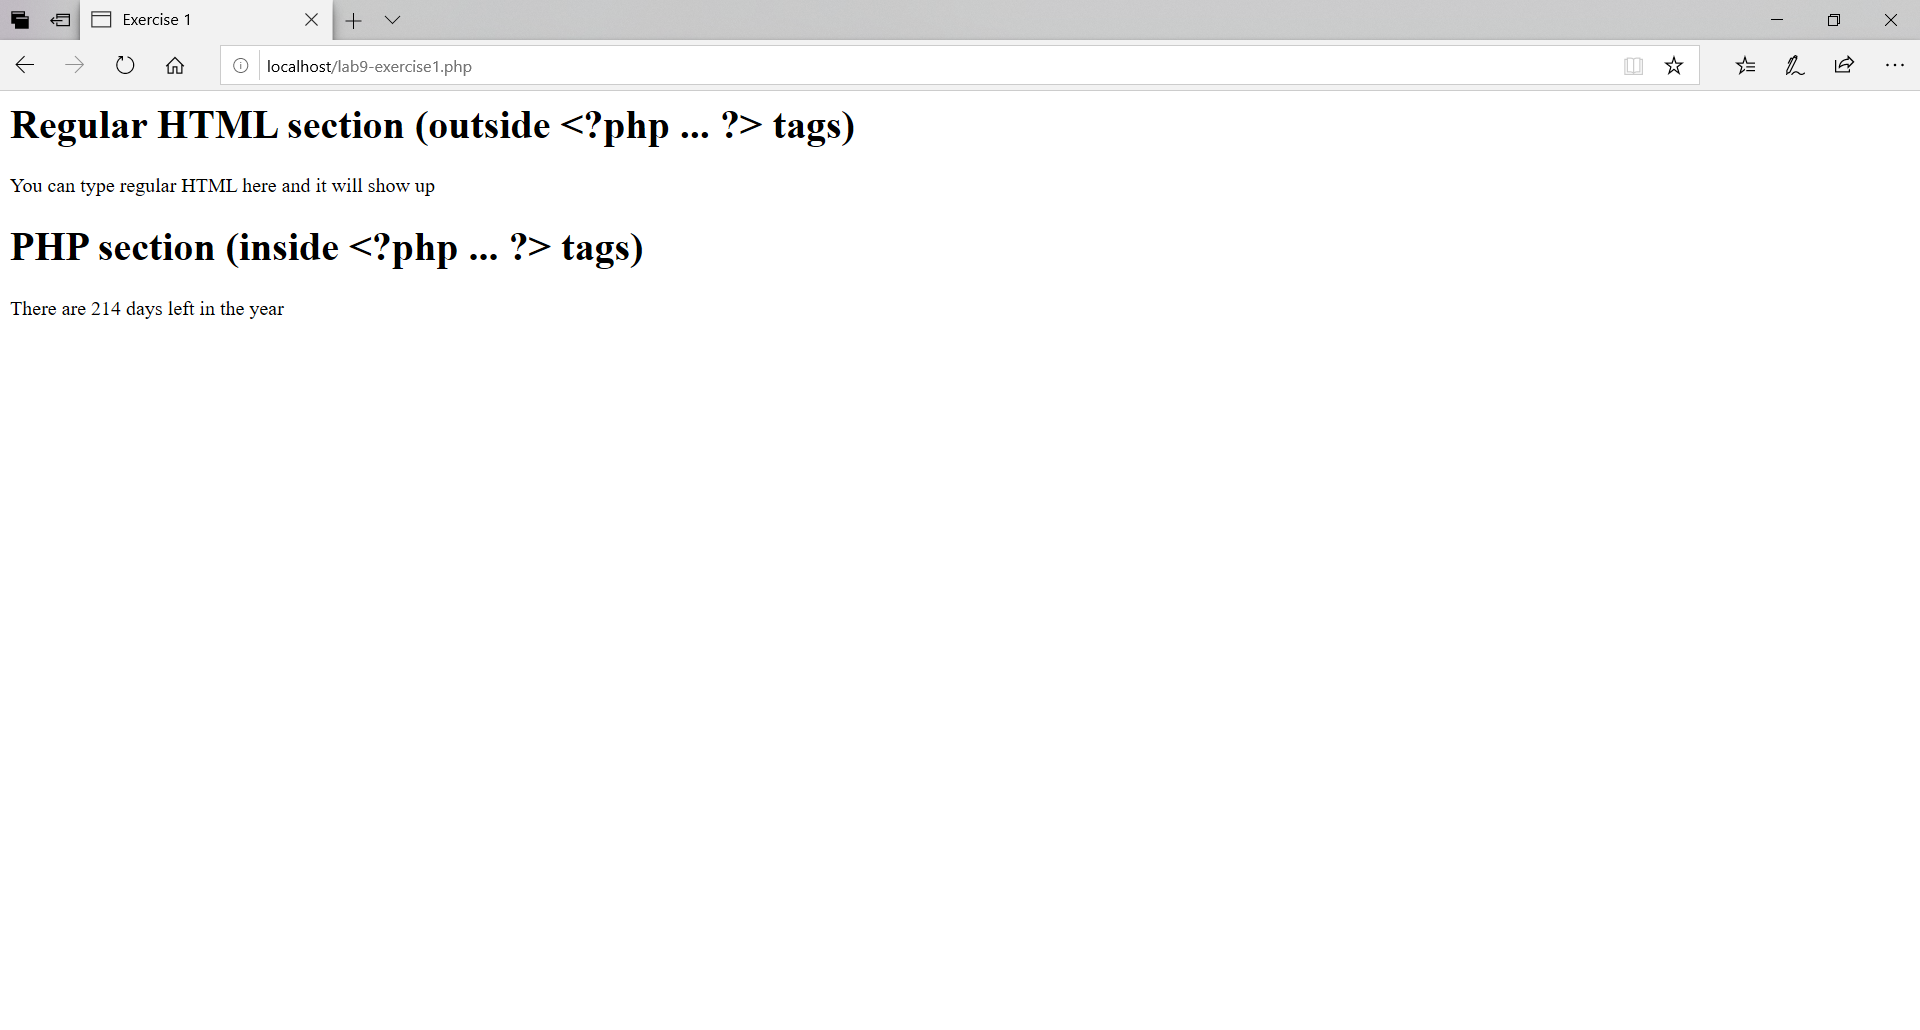 Exercise 1
localhost/lab9-exercise1.php
Regular HTML section (outside <?php ... ?> tags)
You can type regular HTML here and it will show up
PHP section (inside <?php ... ?> tags)
There are 214 days left in the year